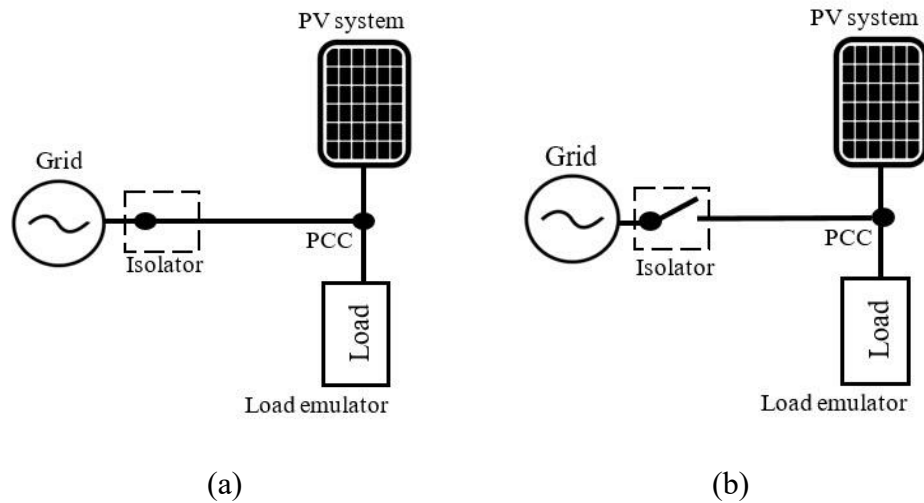 PV system
Grid
PCC
Isolator
Load
Load emulator
(a)
PV system
Grid
PCC
Isolator
Load
Load emulator
(b)